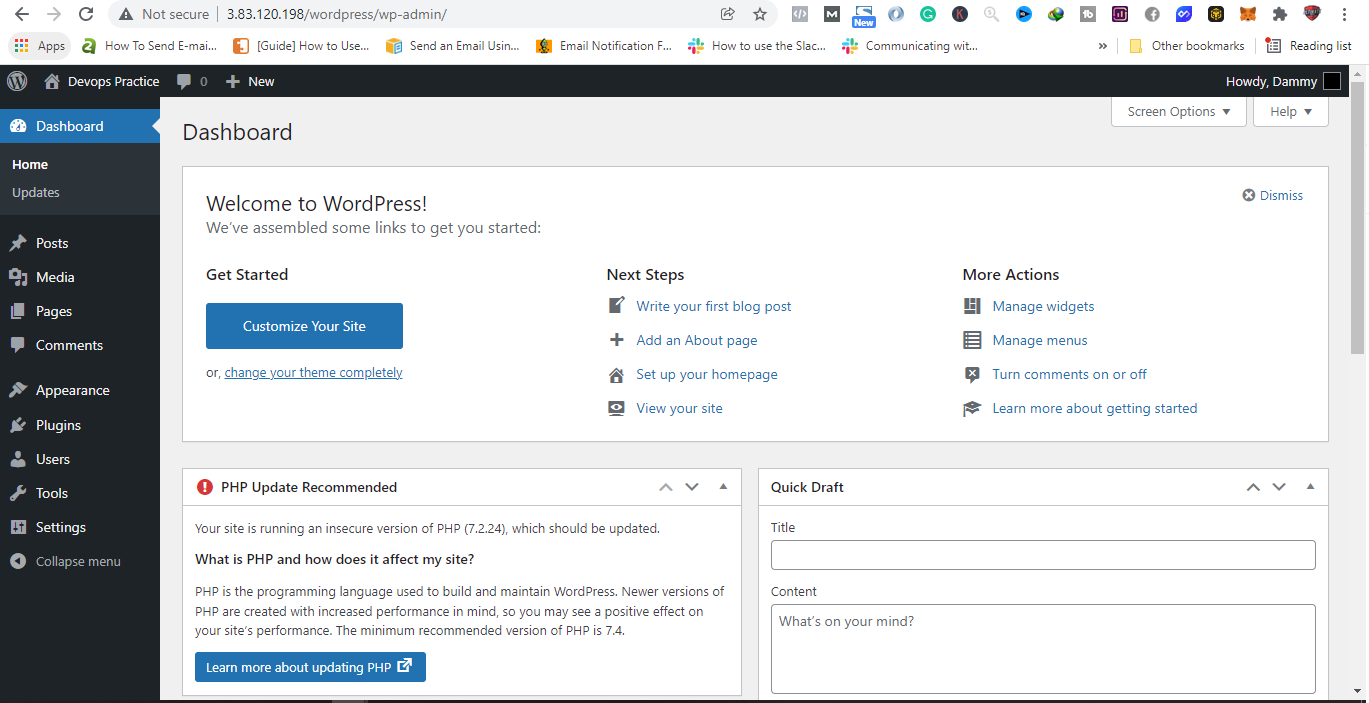 Not secure | 3.83.120.198/wordpress/wp-admin/
New
Apps
How To Send E-mai...
[Guide] How to Use...
Send an Email Usin...
Email Notification F...
How to use the Slac...
Communicating wit...
»
Other bookmarks
Reading list
Devops Practice
0
New
Howdy, Dammy
Screen Options
Help
Dashboard
Home
Updates
Posts
Media
Pages
Comments
Appearance
Plugins
Users
Tools
Settings
Collapse menu
Dashboard
Welcome to WordPress!
Dismiss
We've assembled some links to get you started:
Get Started
Customize Your Site
or, change your theme completely
Next Steps
Write your first blog post
Add an About page
Set up your homepage
View your site
More Actions
Manage widgets
Manage menus
Turn comments on or off
Learn more about getting started
PHP Update Recommended
Your site is running an insecure version of PHP (7.2.24), which should be updated.
What is PHP and how does it affect my site?
PHP is the programming language used to build and maintain WordPress. Newer versions of
PHP are created with increased performance in mind, so you may see a positive effect on
your site's performance. The minimum recommended version of PHP is 7.4.
Learn more about updating PHP
Quick Draft
Title
Content
What's on your mind?